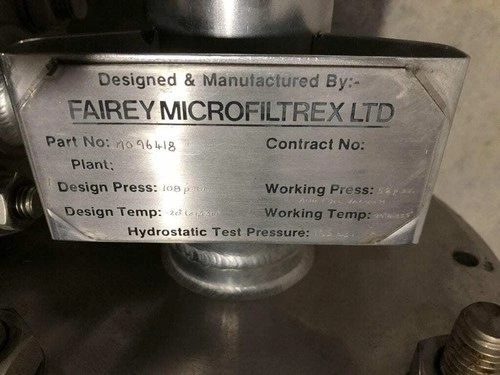 Designed & Manufactured By:-
FAIREY MICROFILTREX LTD
Part No: 7096418 Contract No:
Plant:
Design Press: 108 Working Press:
Design Temp: Working Temp:
Hydrostatic Test Pressure: